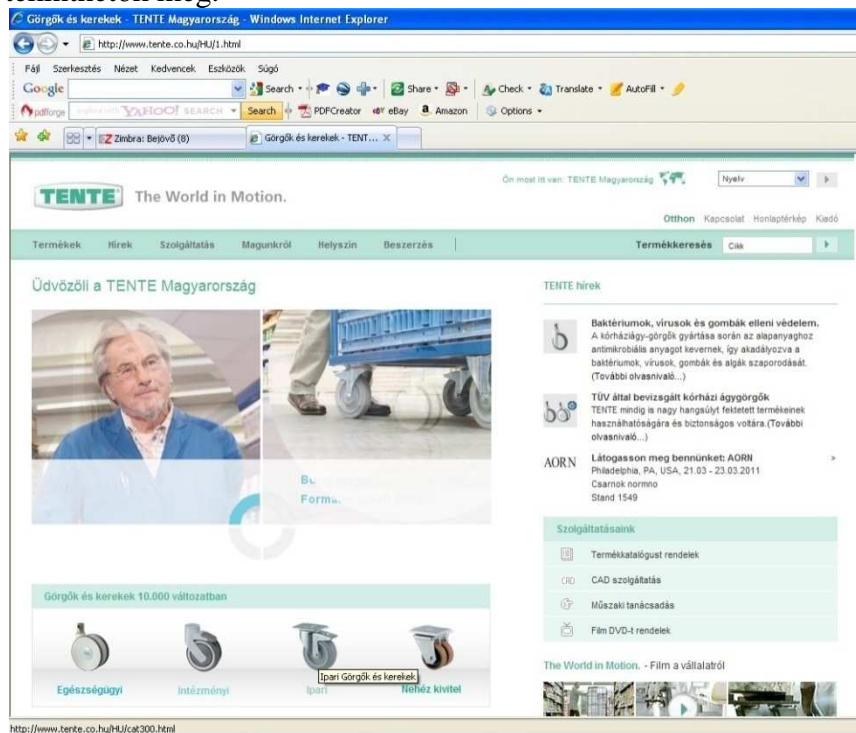 Görgők és kerekek - TENTE Magyarország - Windows Internet Explorer
http://www.tente.co.hu/HU/1.html
Fájl Szerkesztés Nézet Kedvencek Eszközök Súgó
Google Search Share Check Translate AutoFill
pdfforge YAHOO! SEARCH Search PDFCreator eBay Amazon Options
Zimbra: Bejövő (8) Görgők és kerekek - TENT...
Ön most itt van: TENTE Magyarország Nyelv
TENTE The World in Motion.
Otthon Kapcsolat Honlaptérkép Kiadó
Termékek Hírek Szolgáltatás Magunkról Helyszín Beszerzés Termékkeresés Cikk
Üdvözöli a TENTE Magyarország
TENTE hírek
Baktériumok, vírusok és gombák elleni védelem.
A kórháziágy-görgők gyártása során az alapanyaghoz
antimikrobiális anyagot kevernek, így akadályozva a
baktériumok, vírusok, gombák és algák szaporodását.
(További olvasnivaló...)
TÜV által bevizsgált kórházi ágygörgők
TENTE mindig is nagy hangsúlyt fektetett termékeinek
használhatóságára és biztonságos voltára.(További
olvasnivaló...)
AORN Látogasson meg bennünket: AORN >
Philadelphia, PA, USA, 21.03 - 23.03.2011
Csarnok normno
Stand 1549
Szolgáltatásaink
Termékkatalógust rendelek
CAD CAD szolgáltatás
Műszaki tanácsadás
Film DVD-t rendelek
Görgők és kerekek 10.000 változatban
Egészségügyi Intézményi Ipari Nehéz kivitel
Ipari Görgők és kerekek
The World in Motion. - Film a vállalatról
http://www.tente.co.hu/HU/cat300.html